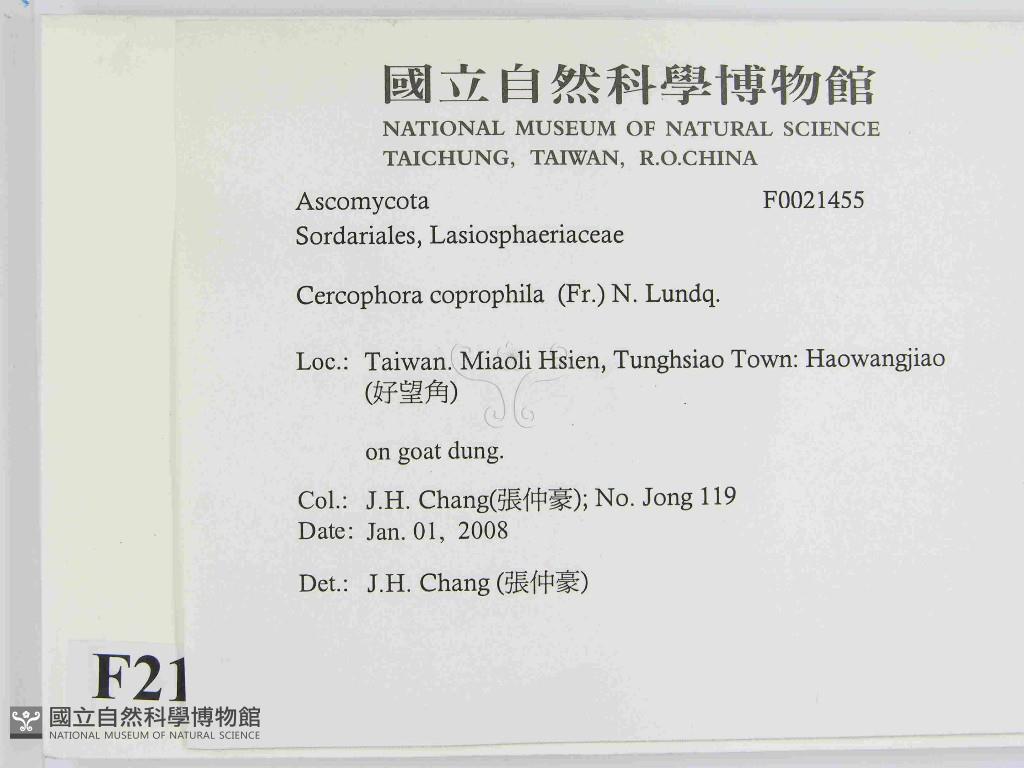 國立自然科學博物館
NATIONAL MUSEUM OF NATURAL SCIENCE
TAICHUNG, TAIWAN, R.O.CHINA
Ascomycota F0021455
Sordariales, Lasiosphaeriaceae
Cercophora coprophila (Fr.) N. Lundq.
Loc.: Taiwan. Miaoli Hsien, Tunghsiao Town: Haowangjiao
(好望角)
on goat dung.
Col.: J.H. Chang(張仲豪); No. Jong 119
Date: Jan. 01, 2008
Det.: J.H. Chang (張仲豪)
F21
國立自然科學博物館
NATIONAL MUSEUM OF NATURAL SCIENCE